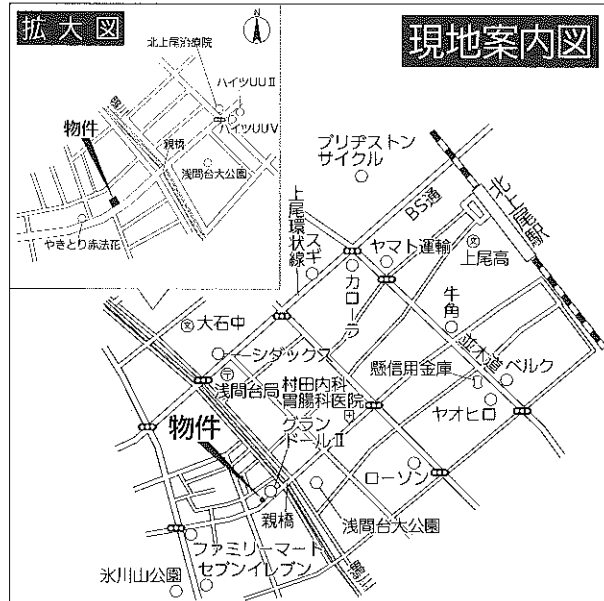 拡大図
現地案内図
北上尾治療院
ハイツUUⅡ
ハイツUUⅤ
物件
親橋
浅間台大公園
やきとり赤法花
ブリヂストン
サイクル
BS通
北上尾駅
上尾環状線
スギ
ヤマト運輸
上尾高
カローラ
牛角
大石中
並木道
ベルク
シダックス
浅間台局
村田内科
胃腸科医院
懸信用金庫
ヤオヒロ
物件
グラン
ドールⅡ
ローソン
親橋
浅間台大公園
ファミリーマート
セブンイレブン
氷川山公園
鴨川